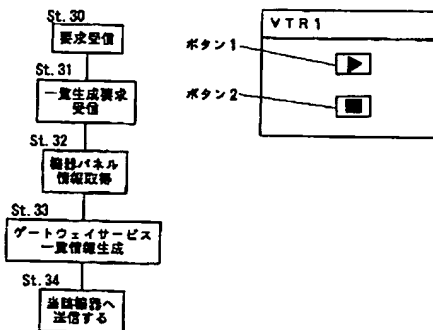 St.30
要求受信
St.31
一覧生成要求
受信
St.32
機器パネル
情報取得
St.33
ゲートウェイサービス
一覧情報生成
St.34
当該機器へ
送信する
VTR1
ボタン1
ボタン2